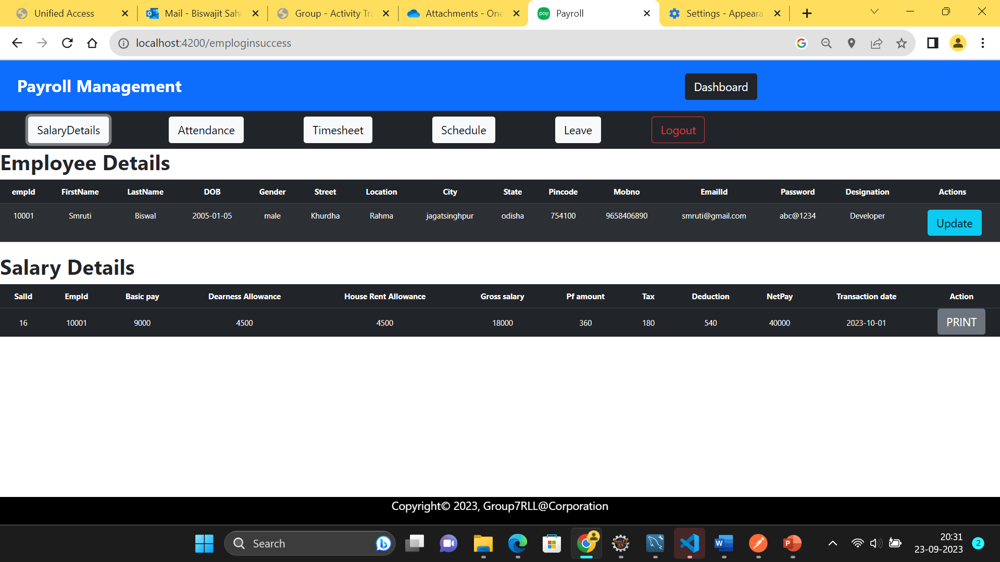 Unified Access
Mail - Biswajit Saho
Group - Activity Tra
Attachments - One
pay Payroll
Settings - Appeara
localhost:4200/emploginsuccess
Payroll Management
Dashboard
SalaryDetails Attendance Timesheet Schedule Leave Logout
Employee Details
empId FirstName LastName DOB Gender Street Location City State Pincode Mobno EmailId Password Designation Actions
10001 Smruti Biswal 2005-01-05 male Khurdha Rahma jagatsinghpur odisha 754100 9658406890 smruti@gmail.com abc@1234 Developer Update
Salary Details
SalId EmpId Basic pay Dearness Allowance House Rent Allowance Gross salary Pf amount Tax Deduction NetPay Transaction date Action
16 10001 9000 4500 4500 18000 360 180 540 40000 2023-10-01 PRINT
Copyright© 2023, Group7RLL@Corporation
Search
20:31
23-09-2023
2